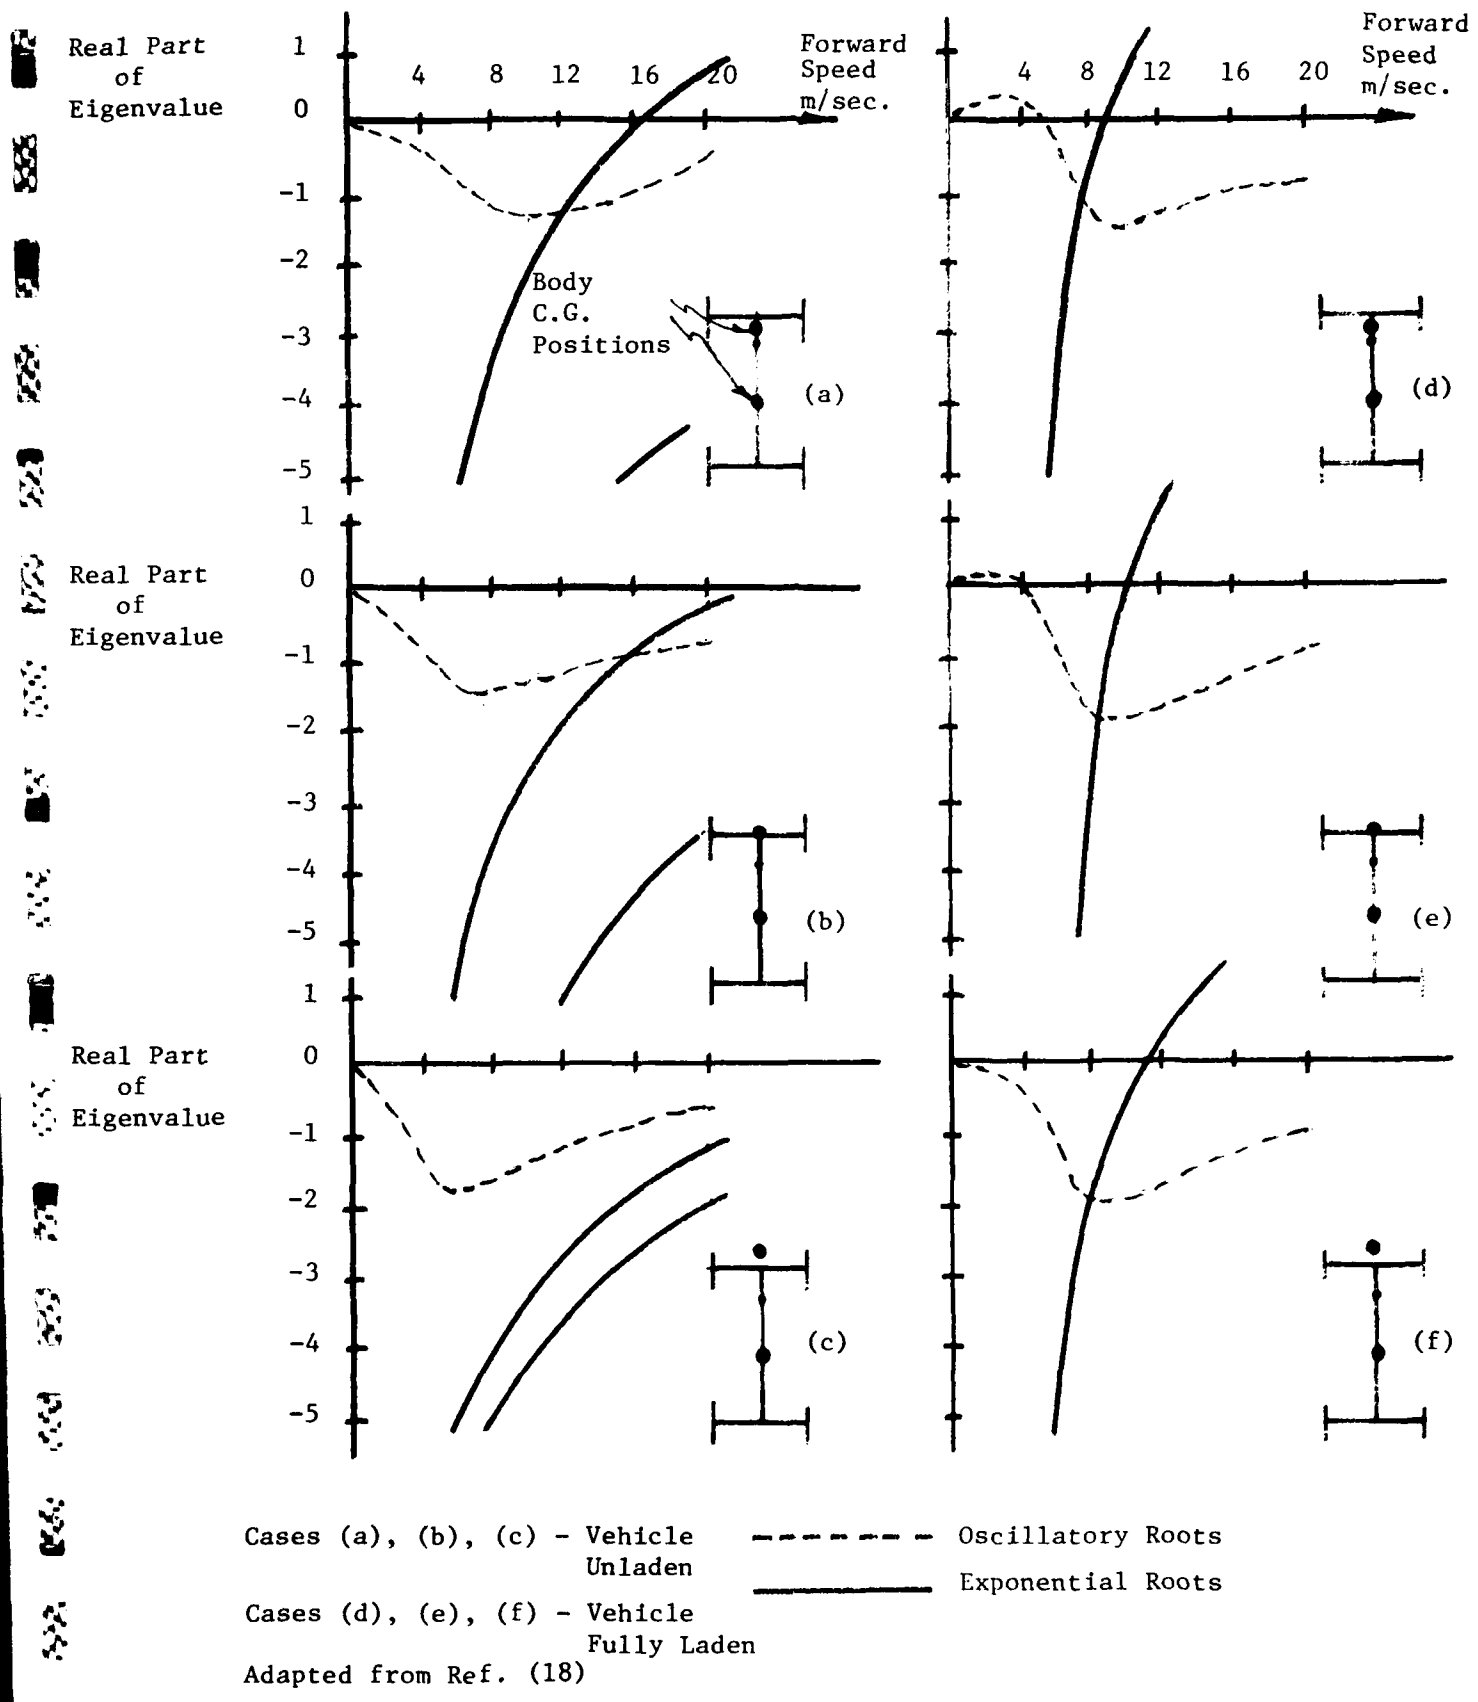 Real Part
of
Eigenvalue
1
0
-1
-2
-3
-4
-5
4 8 12 16 20
Forward
Speed
m/sec.
Body
C.G.
Positions
(a)
4 8 12 16 20
Forward
Speed
m/sec.
(d)
Real Part
of
Eigenvalue
1
0
-1
-2
-3
-4
-5
(b)
(e)
Real Part
of
Eigenvalue
1
0
-1
-2
-3
-4
-5
(c)
(f)
Cases (a), (b), (c) - Vehicle
Unladen
Oscillatory Roots
Exponential Roots
Cases (d), (e), (f) - Vehicle
Fully Laden
Adapted from Ref. (18)